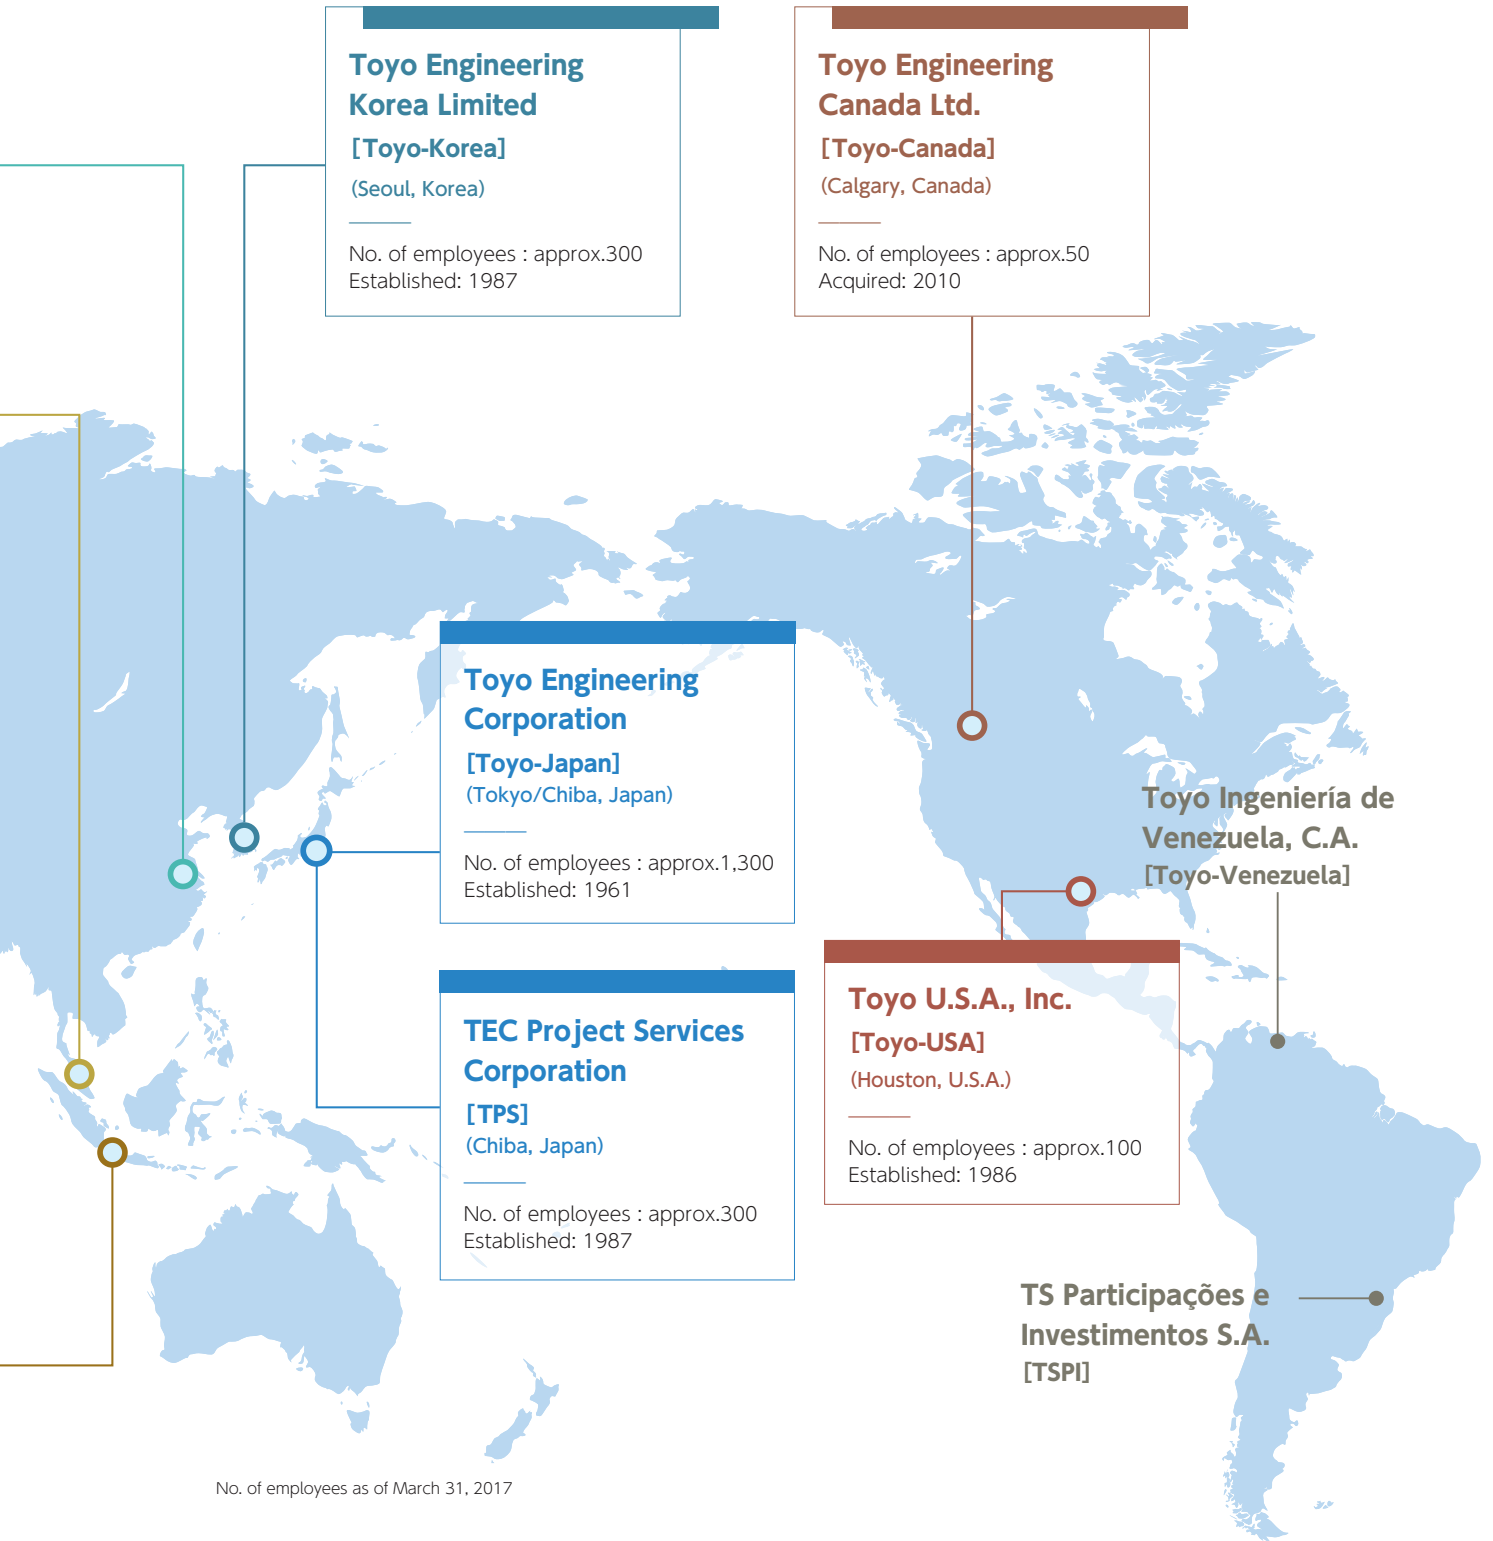 Toyo Engineering
Korea Limited
[Toyo-Korea]
(Seoul, Korea)
No. of employees : approx.300
Established: 1987
Toyo Engineering
Canada Ltd.
[Toyo-Canada]
(Calgary, Canada)
No. of employees : approx.50
Acquired: 2010
Toyo Engineering
Corporation
[Toyo-Japan]
(Tokyo/Chiba, Japan)
No. of employees : approx.1,300
Established: 1961
Toyo Ingeniería de
Venezuela, C.A.
[Toyo-Venezuela]
TEC Project Services
Corporation
[TPS]
(Chiba, Japan)
No. of employees : approx.300
Established: 1987
Toyo U.S.A., Inc.
[Toyo-USA]
(Houston, U.S.A.)
No. of employees : approx.100
Established: 1986
TS Participações e
Investimentos S.A.
[TSPI]
No. of employees as of March 31, 2017